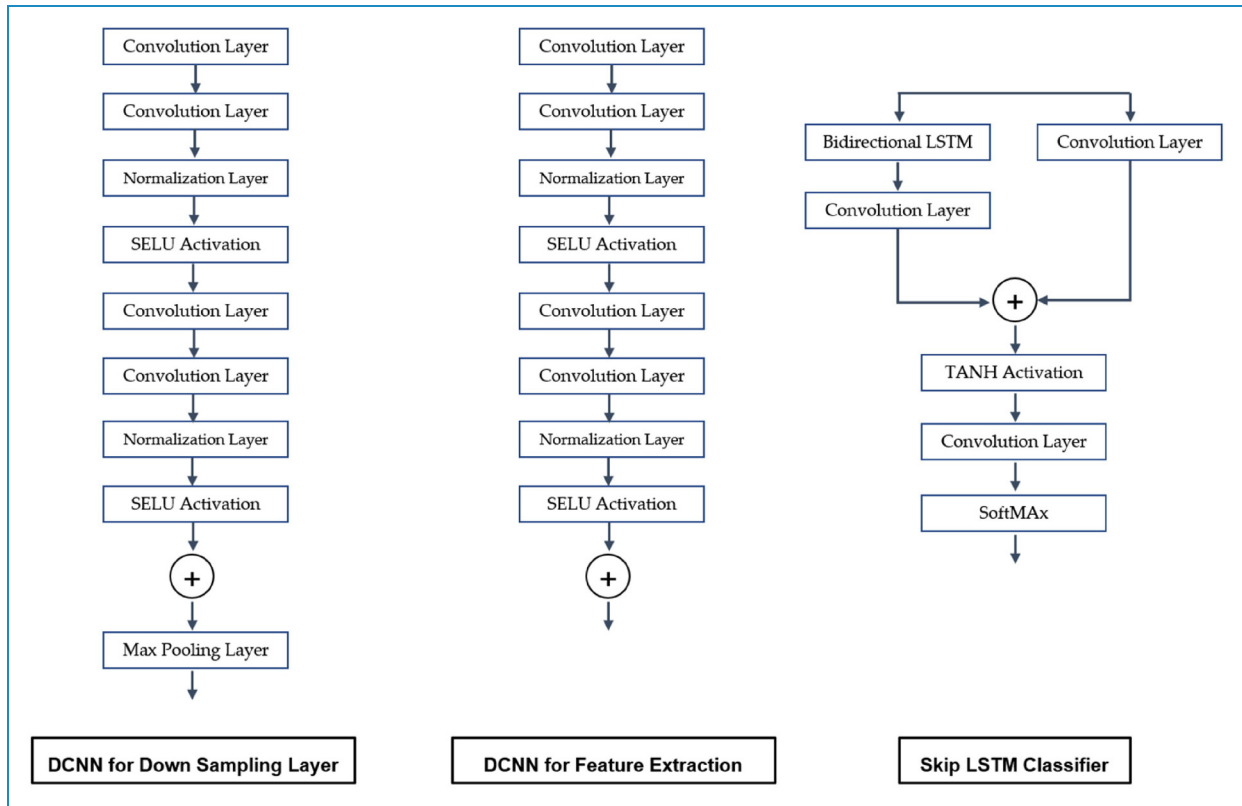 Convolution Layer
Convolution Layer
Normalization Layer
SELU Activation
Convolution Layer
Convolution Layer
Normalization Layer
SELU Activation
+
Max Pooling Layer
DCNN for Down Sampling Layer
Convolution Layer
Convolution Layer
Normalization Layer
SELU Activation
Convolution Layer
Convolution Layer
Normalization Layer
SELU Activation
+
DCNN for Feature Extraction
Bidirectional LSTM
Convolution Layer
Convolution Layer
+
TANH Activation
Convolution Layer
SoftMAx
Skip LSTM Classifier